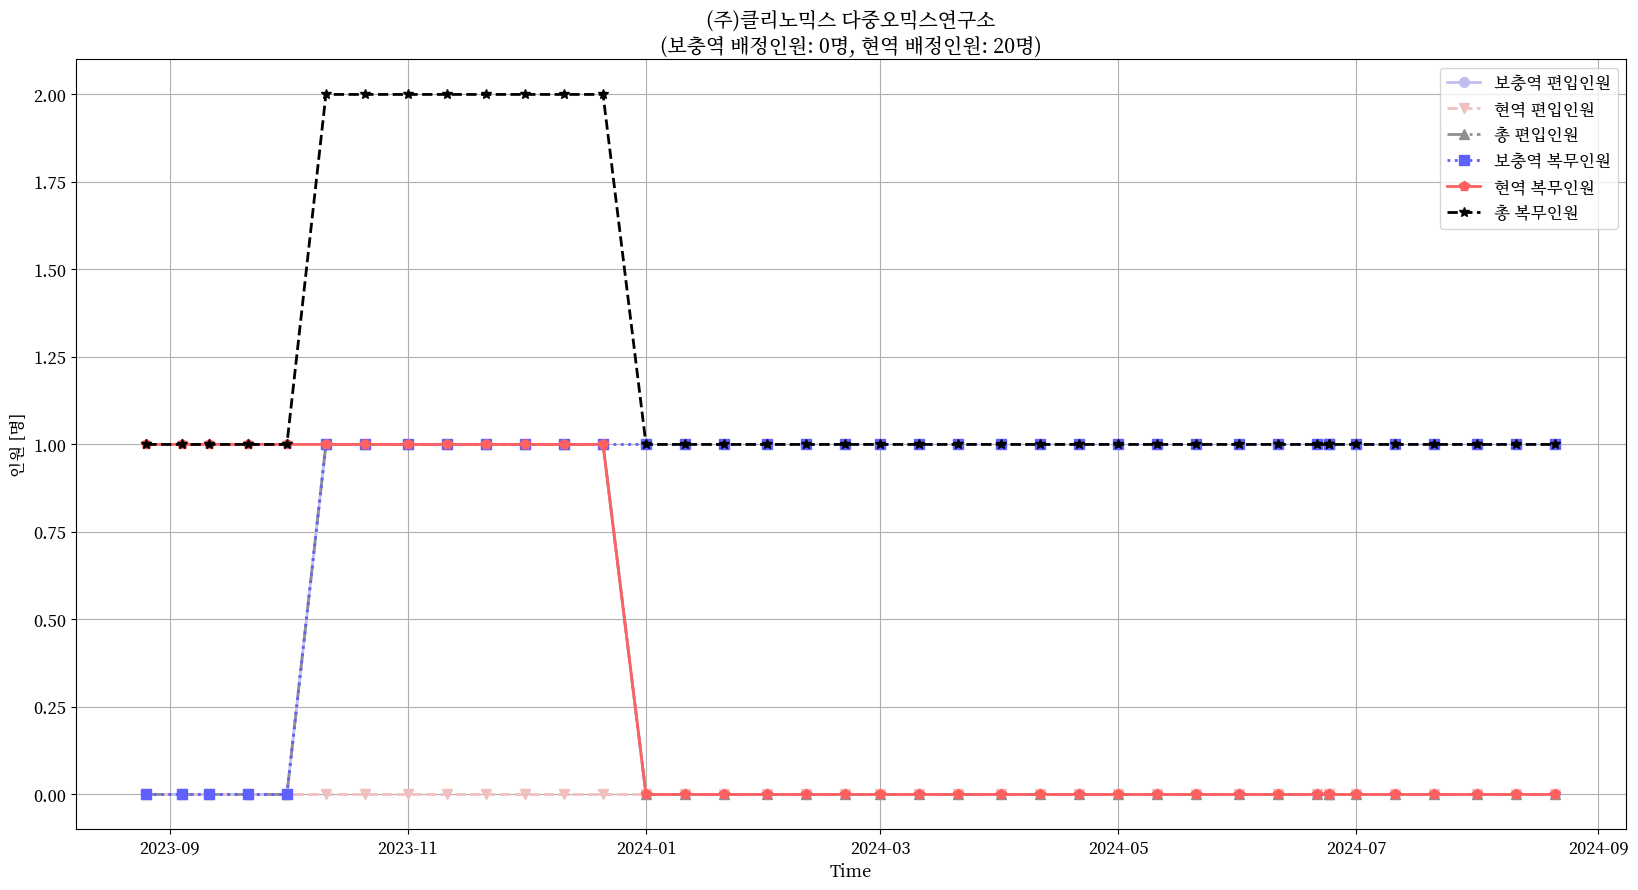 (주)클리노믹스 다중오믹스연구소
(보충역 배정인원: 0명, 현역 배정인원: 20명)
보충역 편입인원
현역 편입인원
총 편입인원
보충역 복무인원
현역 복무인원
총 복무인원
인원 [명]
2.00
1.75
1.50
1.25
1.00
0.75
0.50
0.25
0.00
2023-09
2023-11
2024-01
2024-03
2024-05
2024-07
2024-09
Time